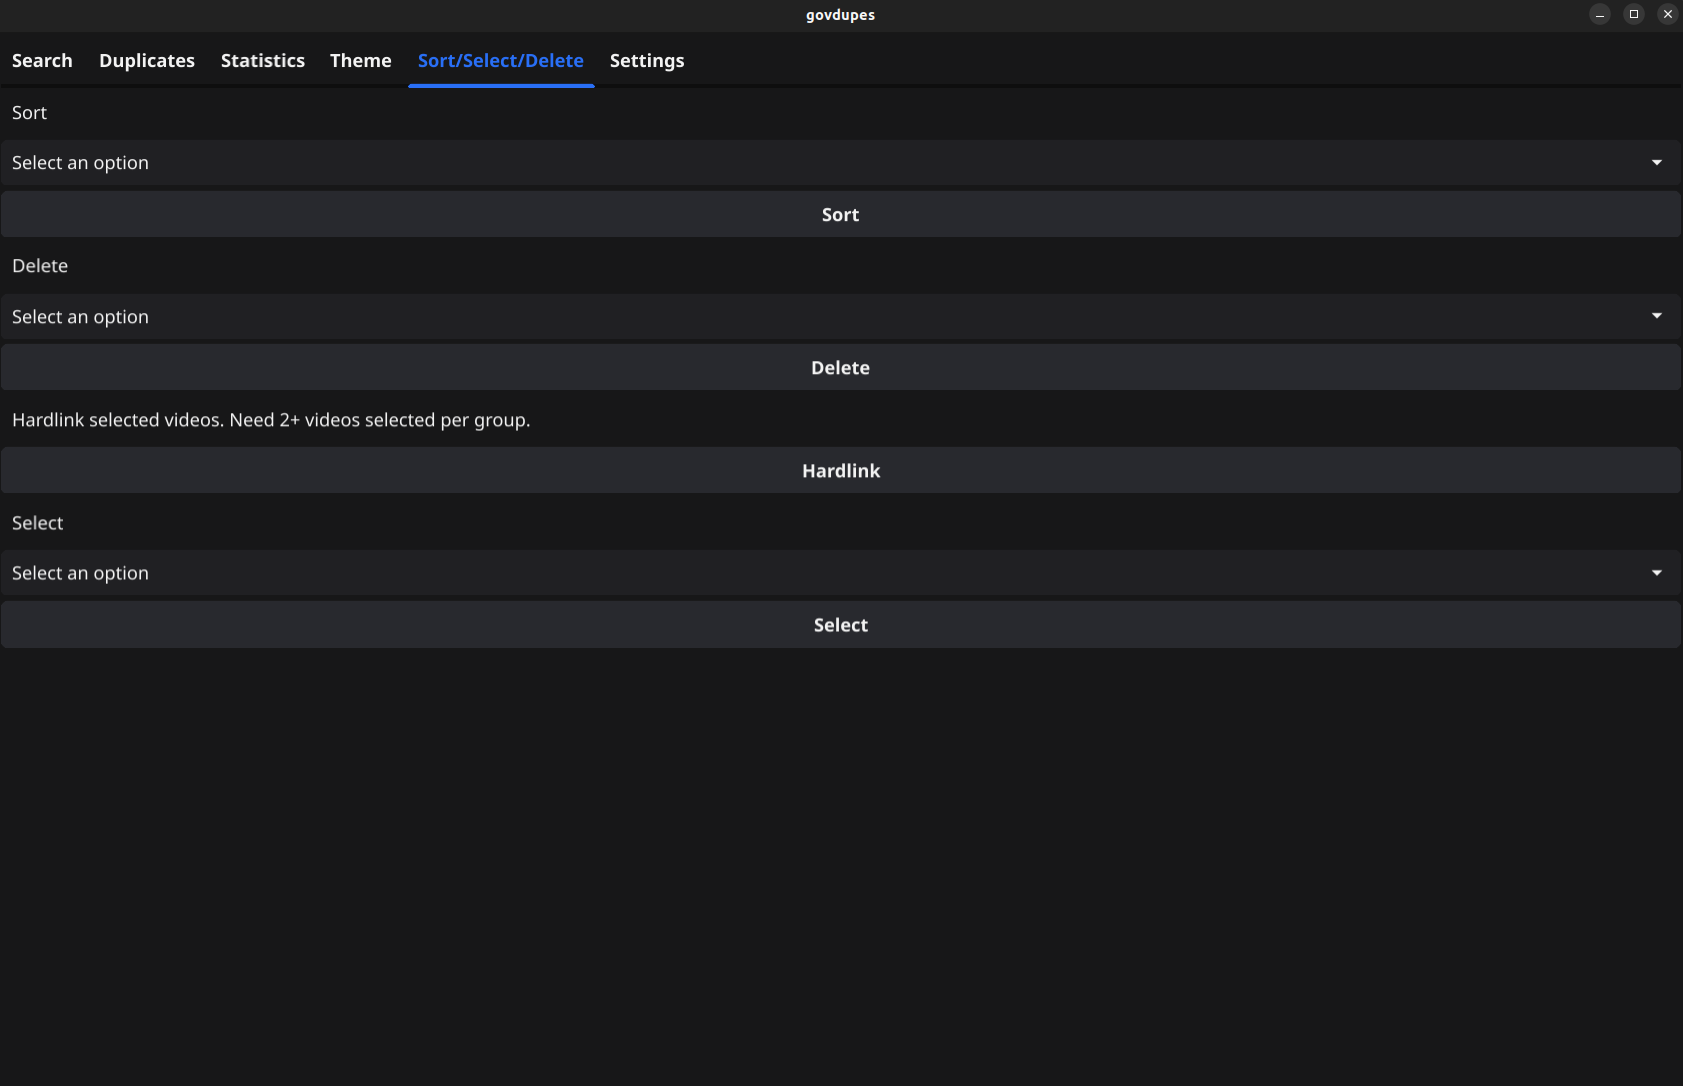 govdupes
Search Duplicates Statistics Theme Sort/Select/Delete Settings
Sort
Select an option
Sort
Delete
Select an option
Delete
Hardlink selected videos. Need 2+ videos selected per group.
Hardlink
Select
Select an option
Select